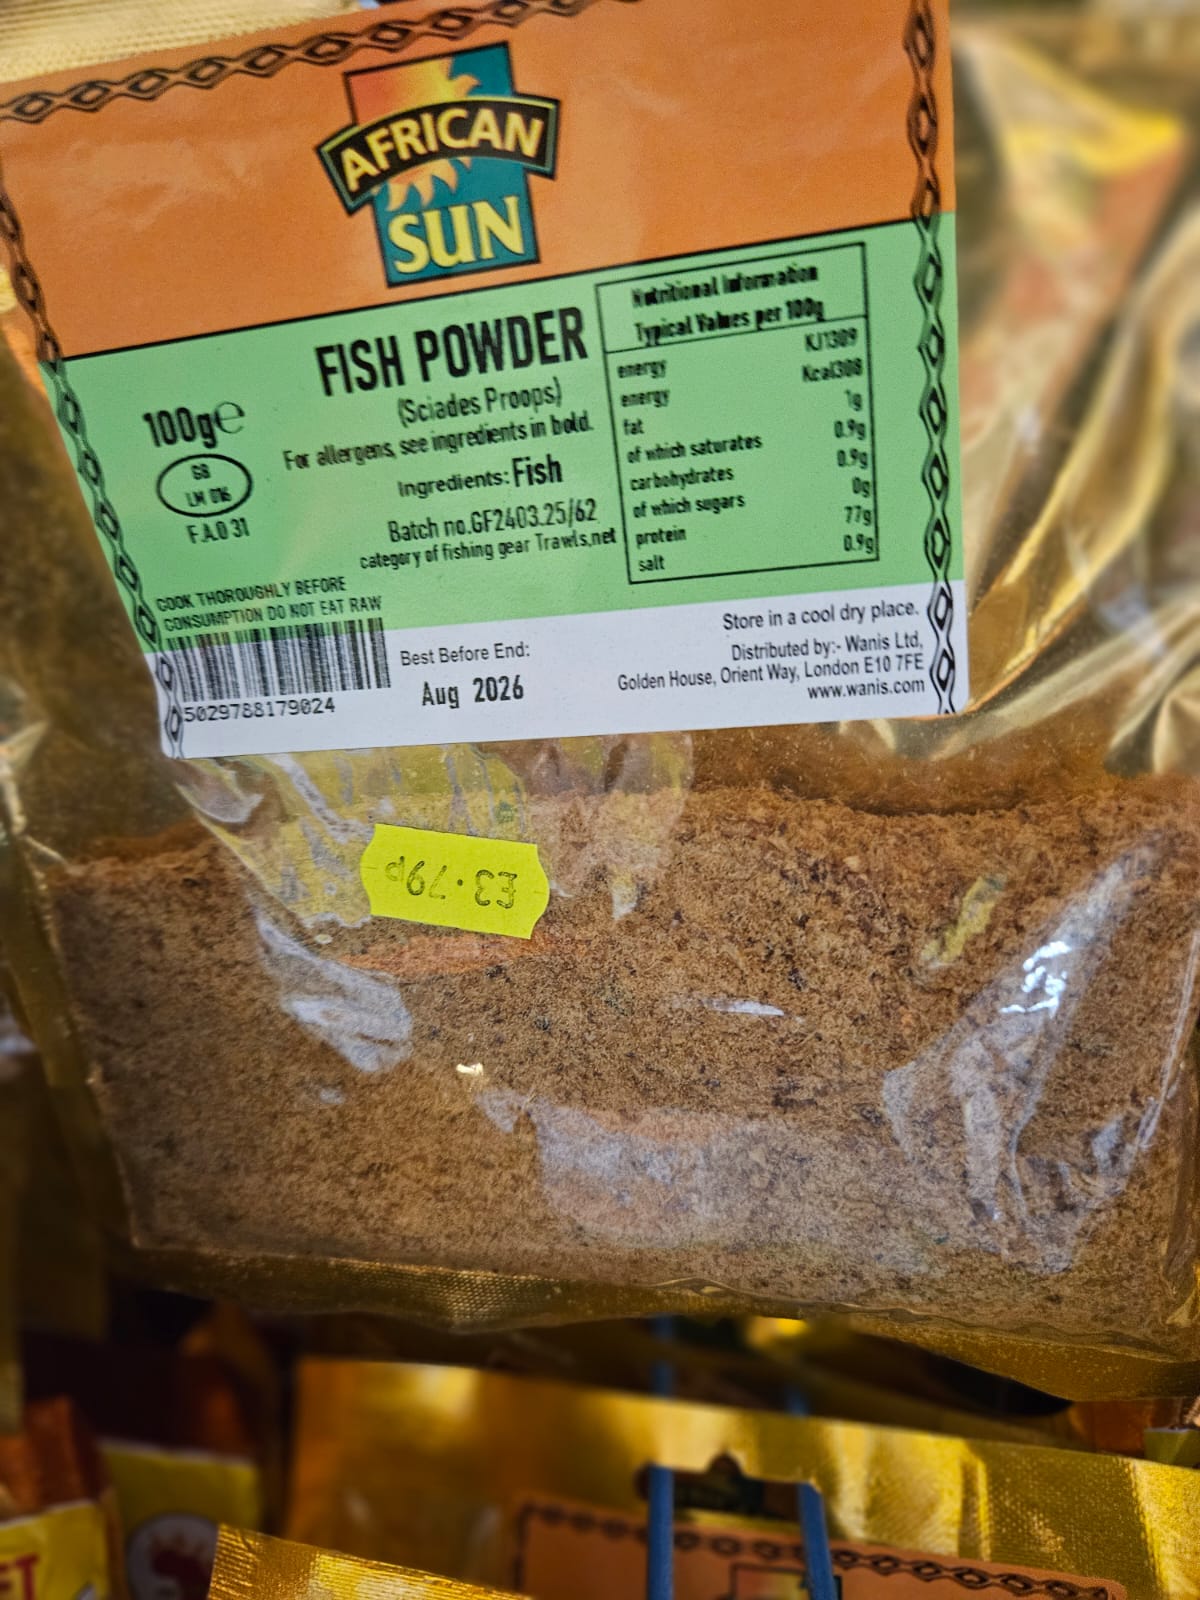 AFRICAN
SUN
FISH POWDER
(Sciades Proops)
For allergens, see ingredients in bold.
Ingredients: Fish
Batch no.GF2403.25/62
category of fishing gear Trawls,net
100g℮
GB
LM 016
F.A.O 31
Nutritional Information
Typical Values per 100g
energy KJ1309
energy Kcal308
fat 1g
of which saturates 0.9g
carbohydrates 0.9g
of which sugars 0g
protein 77g
salt 0.9g
COOK THOROUGHLY BEFORE
CONSUMPTION DO NOT EAT RAW
5029788179024
Best Before End:
Aug 2026
Store in a cool dry place.
Distributed by:- Wanis Ltd,
Golden House, Orient Way, London E10 7FE
www.wanis.com
£3.79p